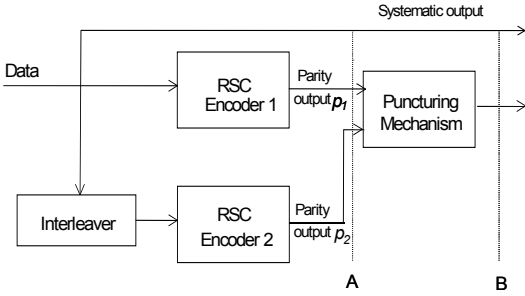 Systematic output
Data
RSC
Encoder 1
Parity
output p1
Puncturing
Mechanism
Interleaver
RSC
Encoder 2
Parity
output p2
A
B